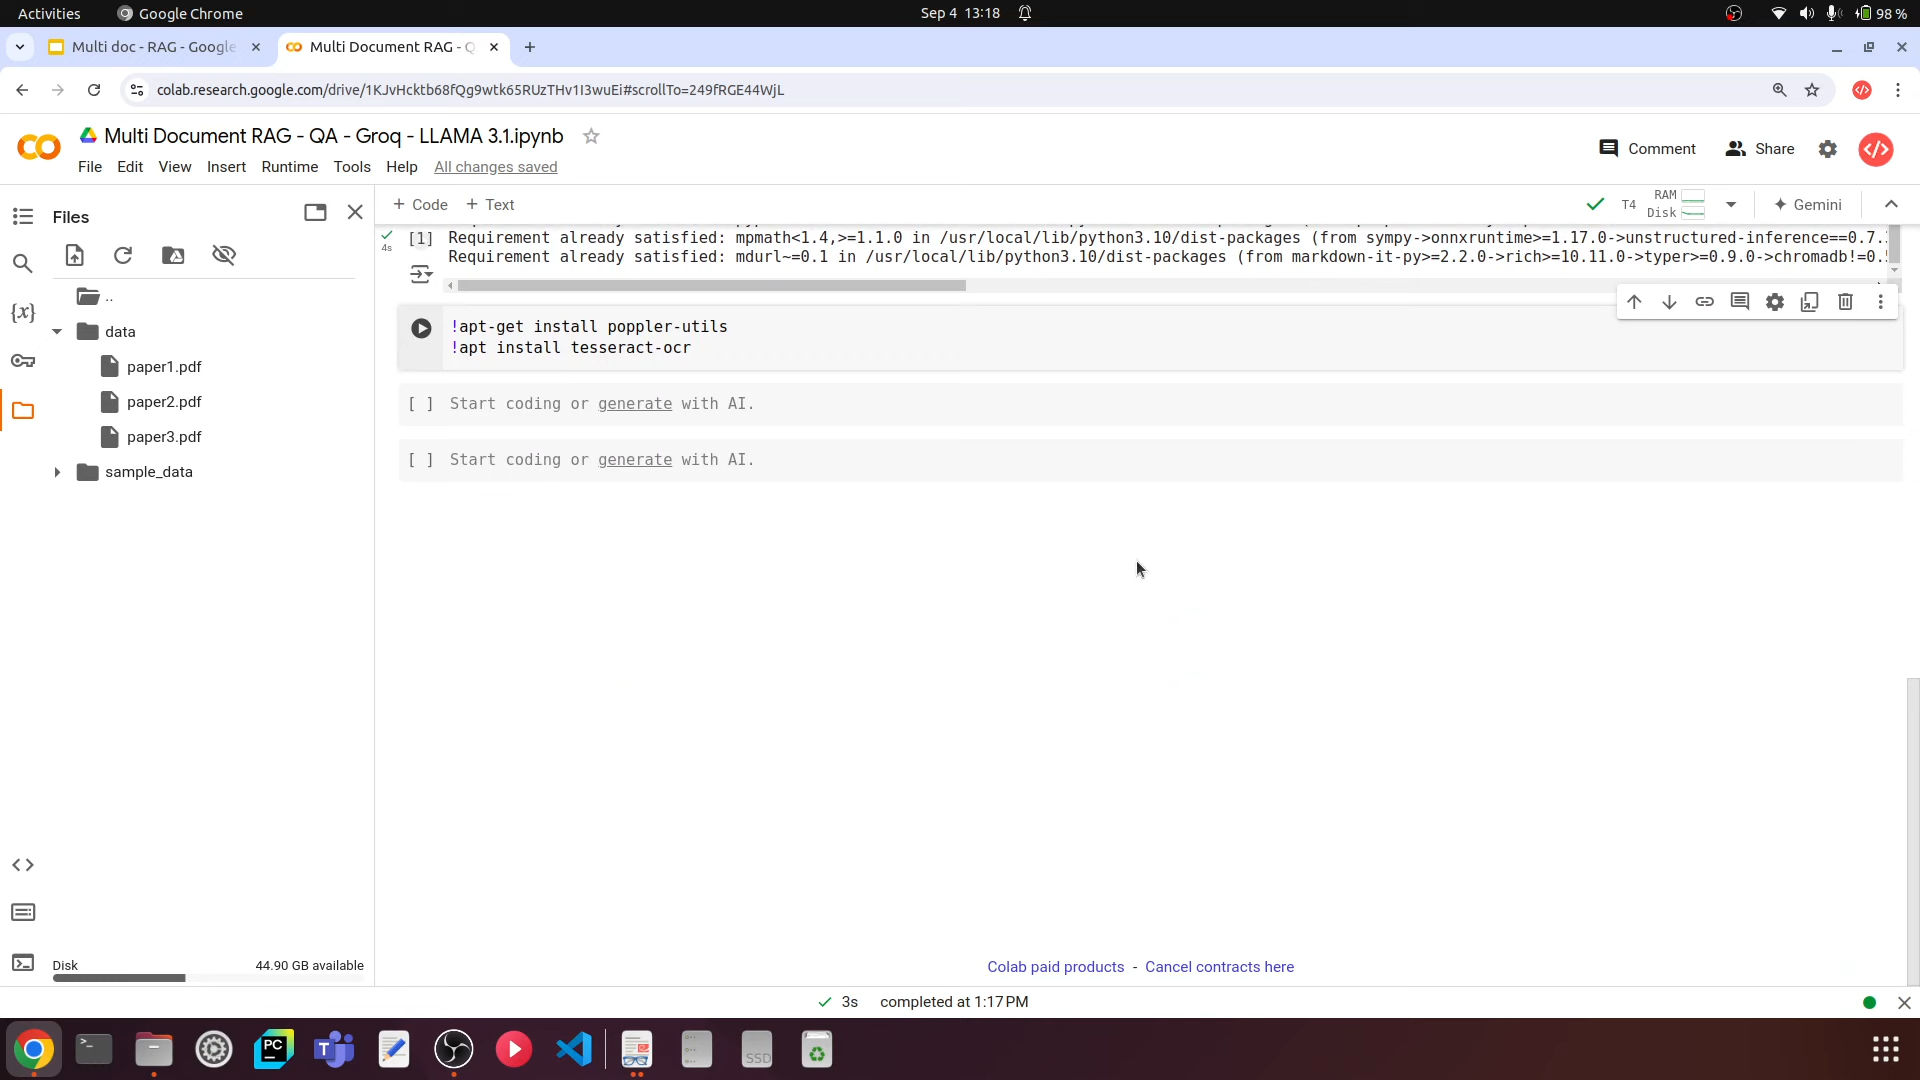 Activities
Google Chrome
Sep 4 13:18
98 %
Multi doc - RAG - Google
Multi Document RAG - Q
colab.research.google.com/drive/1KJvHcktb68fQg9wtk65RUzTHv1I3wuEi#scrollTo=249fRGE44WjL
Multi Document RAG - QA - Groq - LLAMA 3.1.ipynb
Comment
Share
File Edit View Insert Runtime Tools Help All changes saved
Files
+ Code + Text
T4
RAM
Disk
Gemini
[1] Requirement already satisfied: mpmath<1.4,>=1.1.0 in /usr/local/lib/python3.10/dist-packages (from sympy->onnxruntime>=1.17.0->unstructured-inference==0.7.
4s
Requirement already satisfied: mdurl~=0.1 in /usr/local/lib/python3.10/dist-packages (from markdown-it-py>=2.2.0->rich>=10.11.0->typer>=0.9.0->chromadb!=0.
..
data
paper1.pdf
paper2.pdf
paper3.pdf
sample_data
!apt-get install poppler-utils
!apt install tesseract-ocr
[ ] Start coding or generate with AI.
[ ] Start coding or generate with AI.
Disk
44.90 GB available
Colab paid products - Cancel contracts here
3s completed at 1:17 PM
PC
SSD